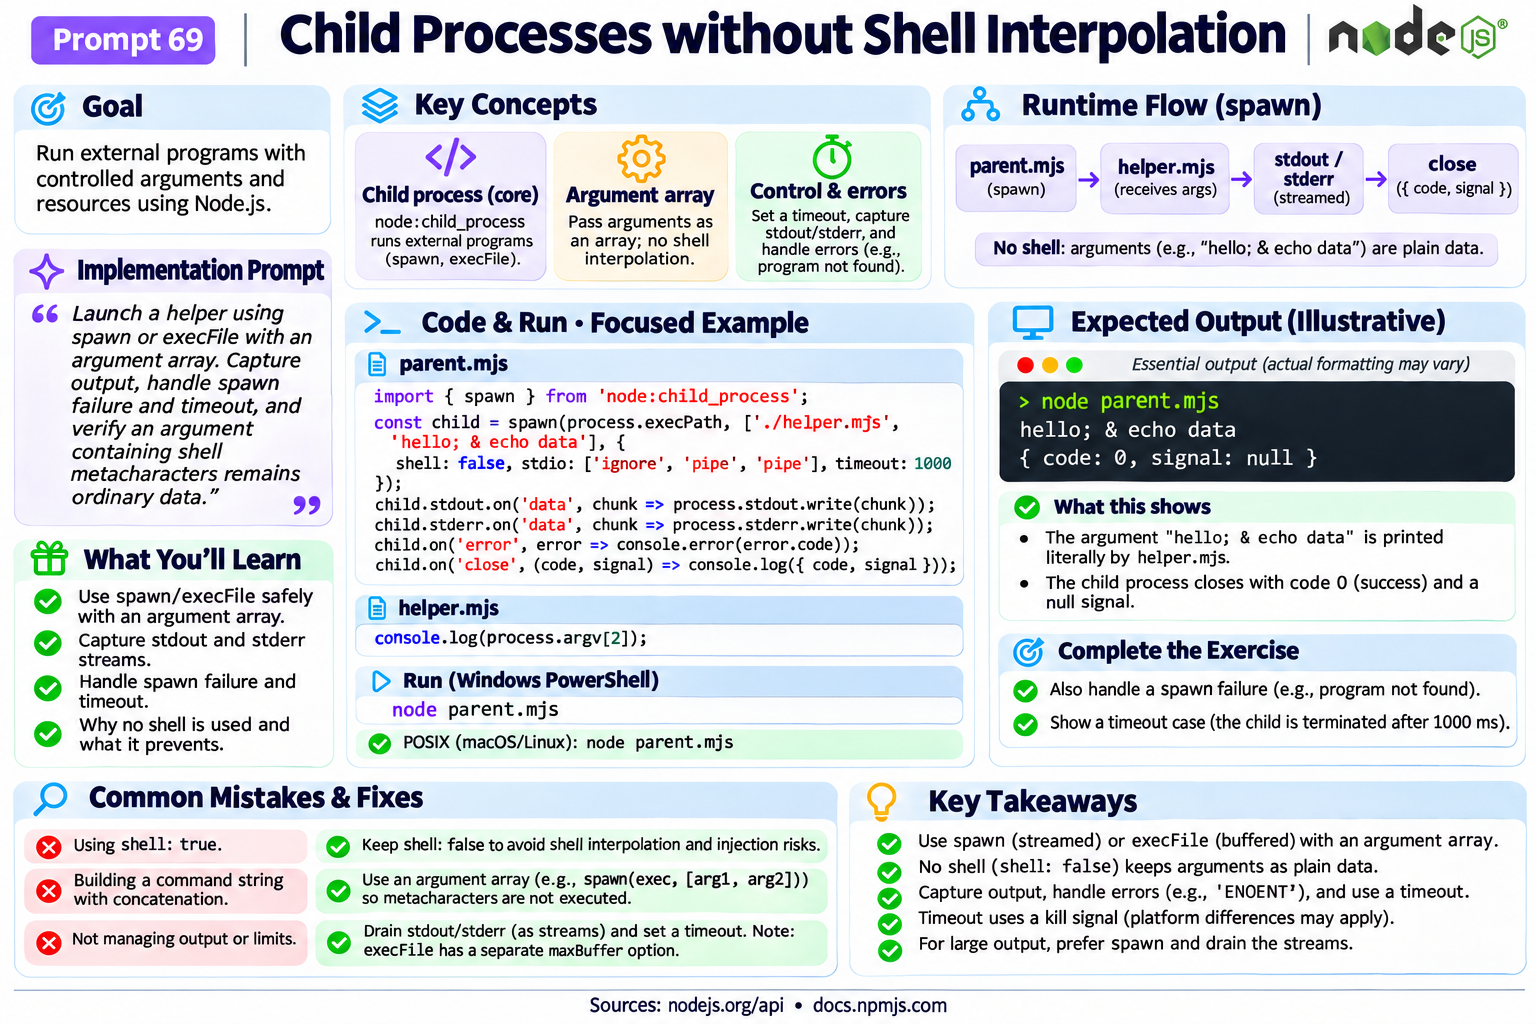 Prompt 69
Child Processes without Shell Interpolation
node JS ®
Goal
Run external programs with
controlled arguments and
resources using Node.js.
Implementation Prompt
“ Launch a helper using
spawn or execFile with an
argument array. Capture
output, handle spawn
failure and timeout, and
verify an argument
containing shell
metacharacters remains
ordinary data.”
”
What You’ll Learn
Use spawn/execFile safely
with an argument array.
Capture stdout and stderr
streams.
Handle spawn failure and
timeout.
Why no shell is used and
what it prevents.
Key Concepts
</>
Child process (core)
node:child_process
runs external programs
(spawn, execFile).
Argument array
Pass arguments as
an array; no shell
interpolation.
Control & errors
Set a timeout, capture
stdout/stderr, and
handle errors (e.g.,
program not found).
Runtime Flow (spawn)
parent.mjs
(spawn)
helper.mjs
(receives args)
stdout /
stderr
(streamed)
close
({ code, signal })
No shell: arguments (e.g., "hello; & echo data") are plain data.
Code & Run • Focused Example
parent.mjs
import { spawn } from 'node:child_process';
const child = spawn(process.execPath, ['./helper.mjs',
'hello; & echo data'], {
shell: false, stdio: ['ignore', 'pipe', 'pipe'], timeout: 1000
});
child.stdout.on('data', chunk => process.stdout.write(chunk));
child.stderr.on('data', chunk => process.stderr.write(chunk));
child.on('error', error => console.error(error.code));
child.on('close', (code, signal) => console.log({ code, signal }));
helper.mjs
console.log(process.argv[2]);
Run (Windows PowerShell)
node parent.mjs
POSIX (macOS/Linux): node parent.mjs
Expected Output (Illustrative)
Essential output (actual formatting may vary)
> node parent.mjs
hello; & echo data
{ code: 0, signal: null }
What this shows
• The argument "hello; & echo data" is printed
literally by helper.mjs.
• The child process closes with code 0 (success) and a
null signal.
Complete the Exercise
Also handle a spawn failure (e.g., program not found).
Show a timeout case (the child is terminated after 1000 ms).
Common Mistakes & Fixes
Using shell: true.
Keep shell: false to avoid shell interpolation and injection risks.
Building a command string
with concatenation.
Use an argument array (e.g., spawn(exec, [arg1, arg2]))
so metacharacters are not executed.
Not managing output or limits.
Drain stdout/stderr (as streams) and set a timeout. Note:
execFile has a separate maxBuffer option.
Key Takeaways
Use spawn (streamed) or execFile (buffered) with an argument array.
No shell (shell: false) keeps arguments as plain data.
Capture output, handle errors (e.g., 'ENOENT'), and use a timeout.
Timeout uses a kill signal (platform differences may apply).
For large output, prefer spawn and drain the streams.
Sources: nodejs.org/api • docs.npmjs.com